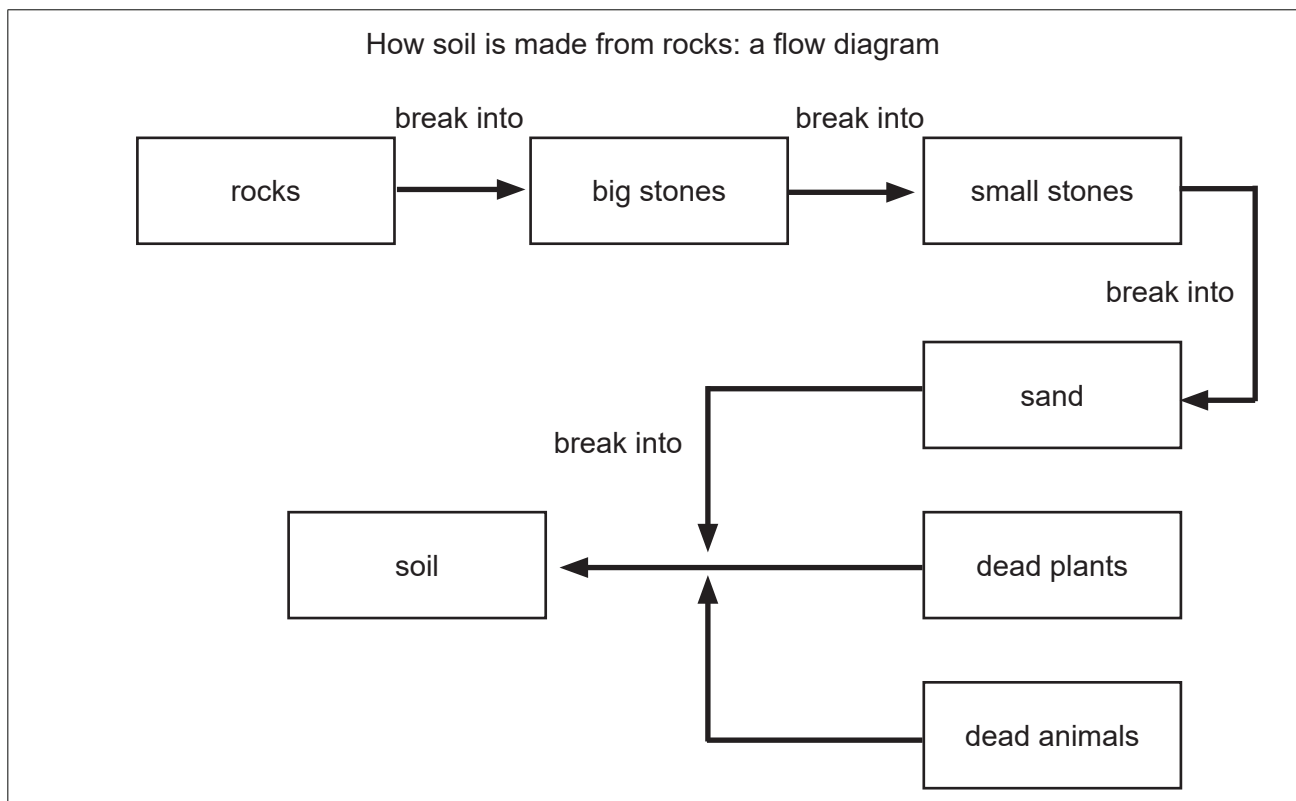 How soil is made from rocks: a flow diagram
break into
break into
rocks
big stones
small stones
break into
sand
break into
soil
dead plants
dead animals